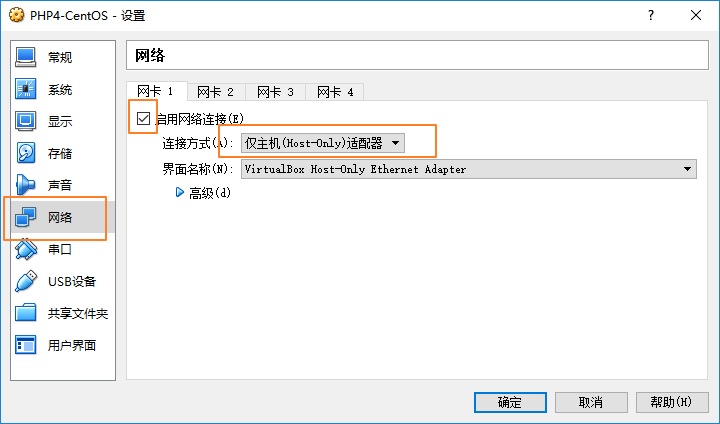 PHP4-CentOS - 设置
常规
系统
显示
存储
声音
网络
串口
USB设备
共享文件夹
用户界面
网络
网卡 1 网卡 2 网卡 3 网卡 4
启用网络连接(E)
连接方式(A): 仅主机(Host-Only)适配器
界面名称(N): VirtualBox Host-Only Ethernet Adapter
高级(d)
确定 取消 帮助(H)